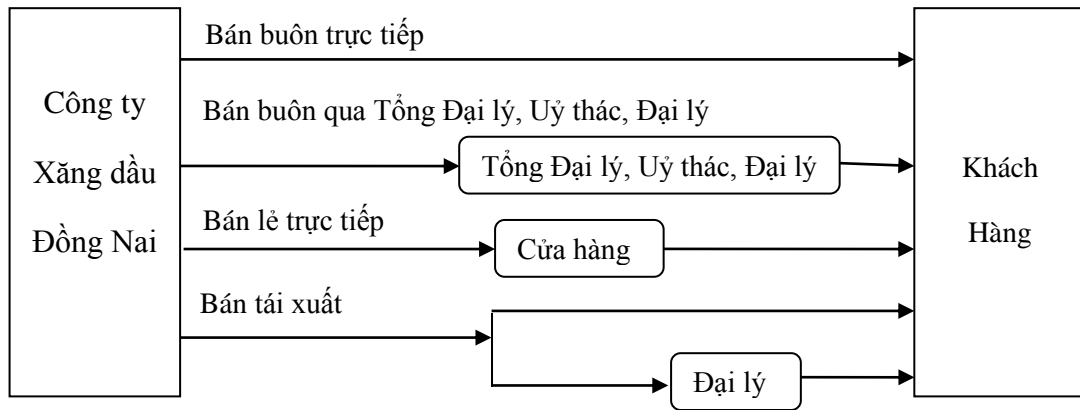 Công ty
Xăng dầu
Đồng Nai
Bán buôn trực tiếp
Bán buôn qua Tổng Đại lý, Uỷ thác, Đại lý
Tổng Đại lý, Uỷ thác, Đại lý
Bán lẻ trực tiếp
Cửa hàng
Bán tái xuất
Đại lý
Khách
Hàng